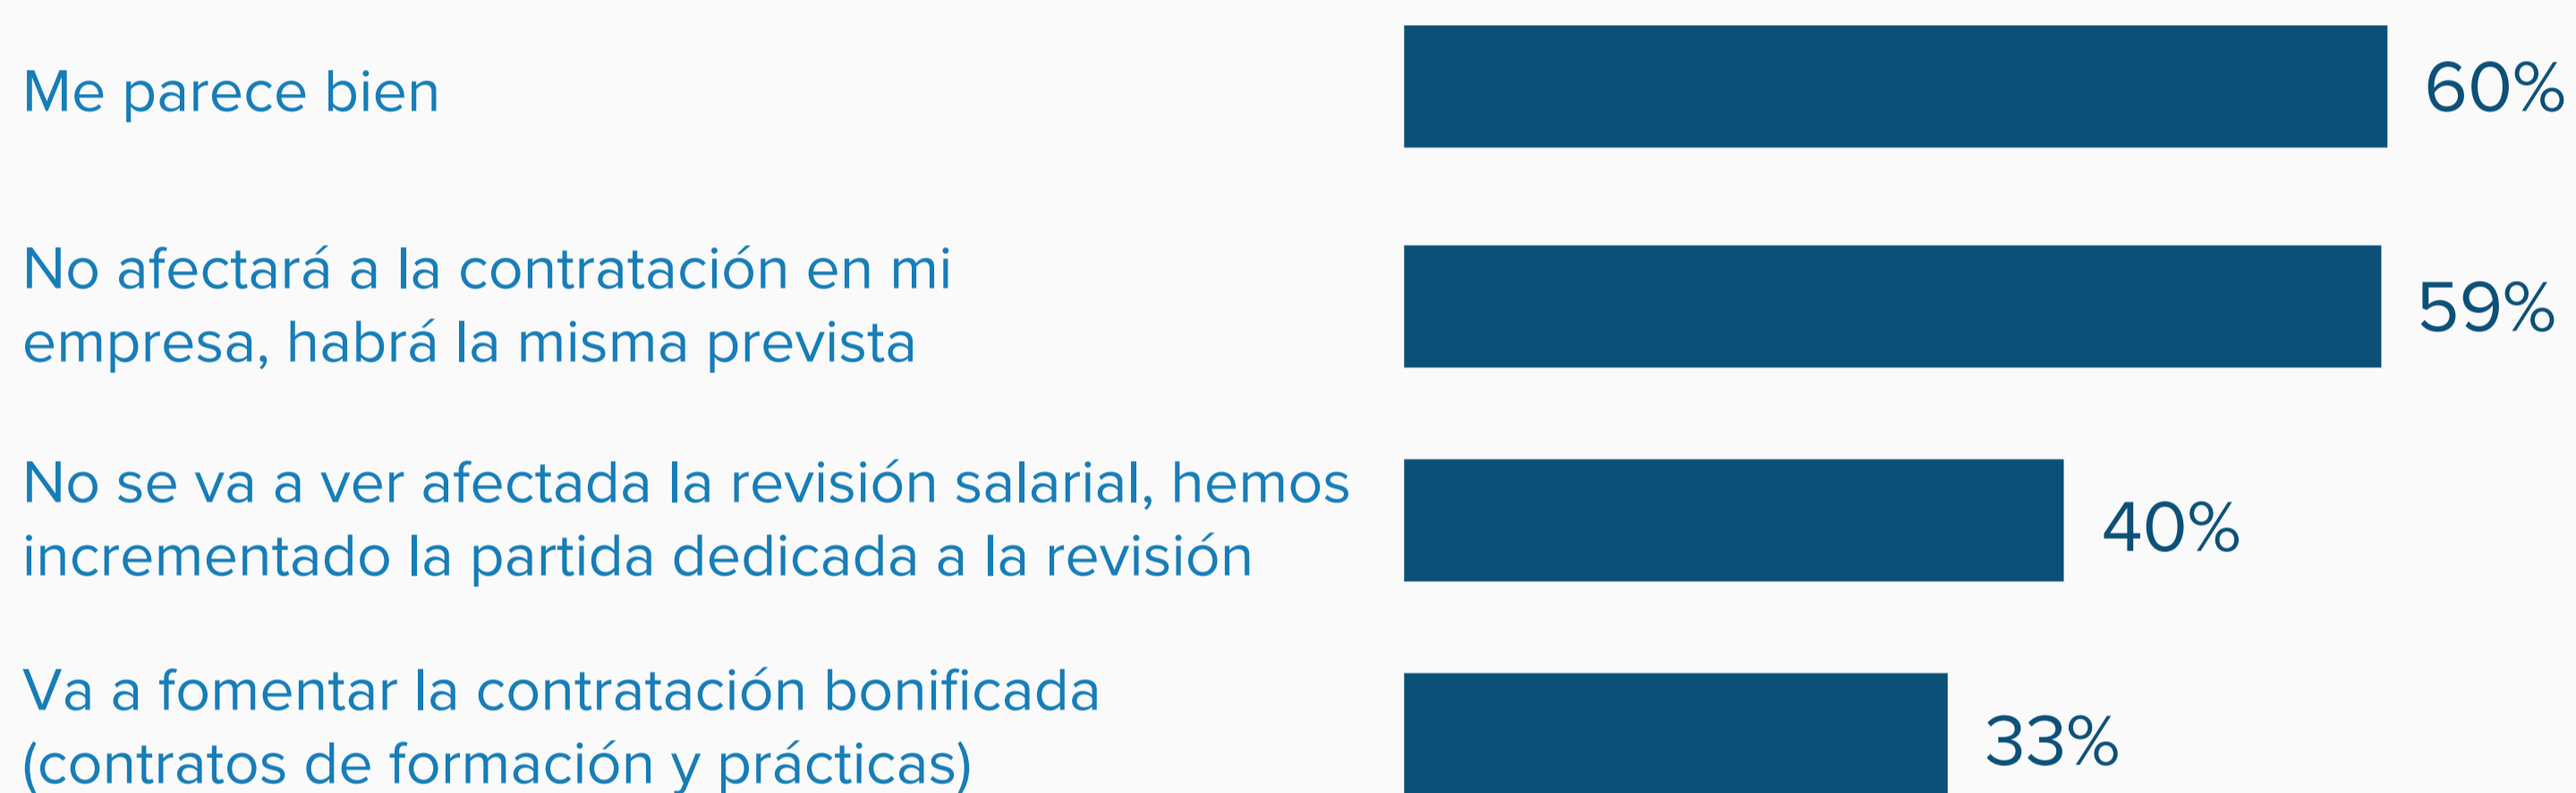 Me parece bien
60%
No afectará a la contratación en mi
empresa, habrá la misma prevista
59%
No se va a ver afectada la revisión salarial, hemos
incrementado la partida dedicada a la revisión
40%
Va a fomentar la contratación bonificada
(contratos de formación y prácticas)
33%